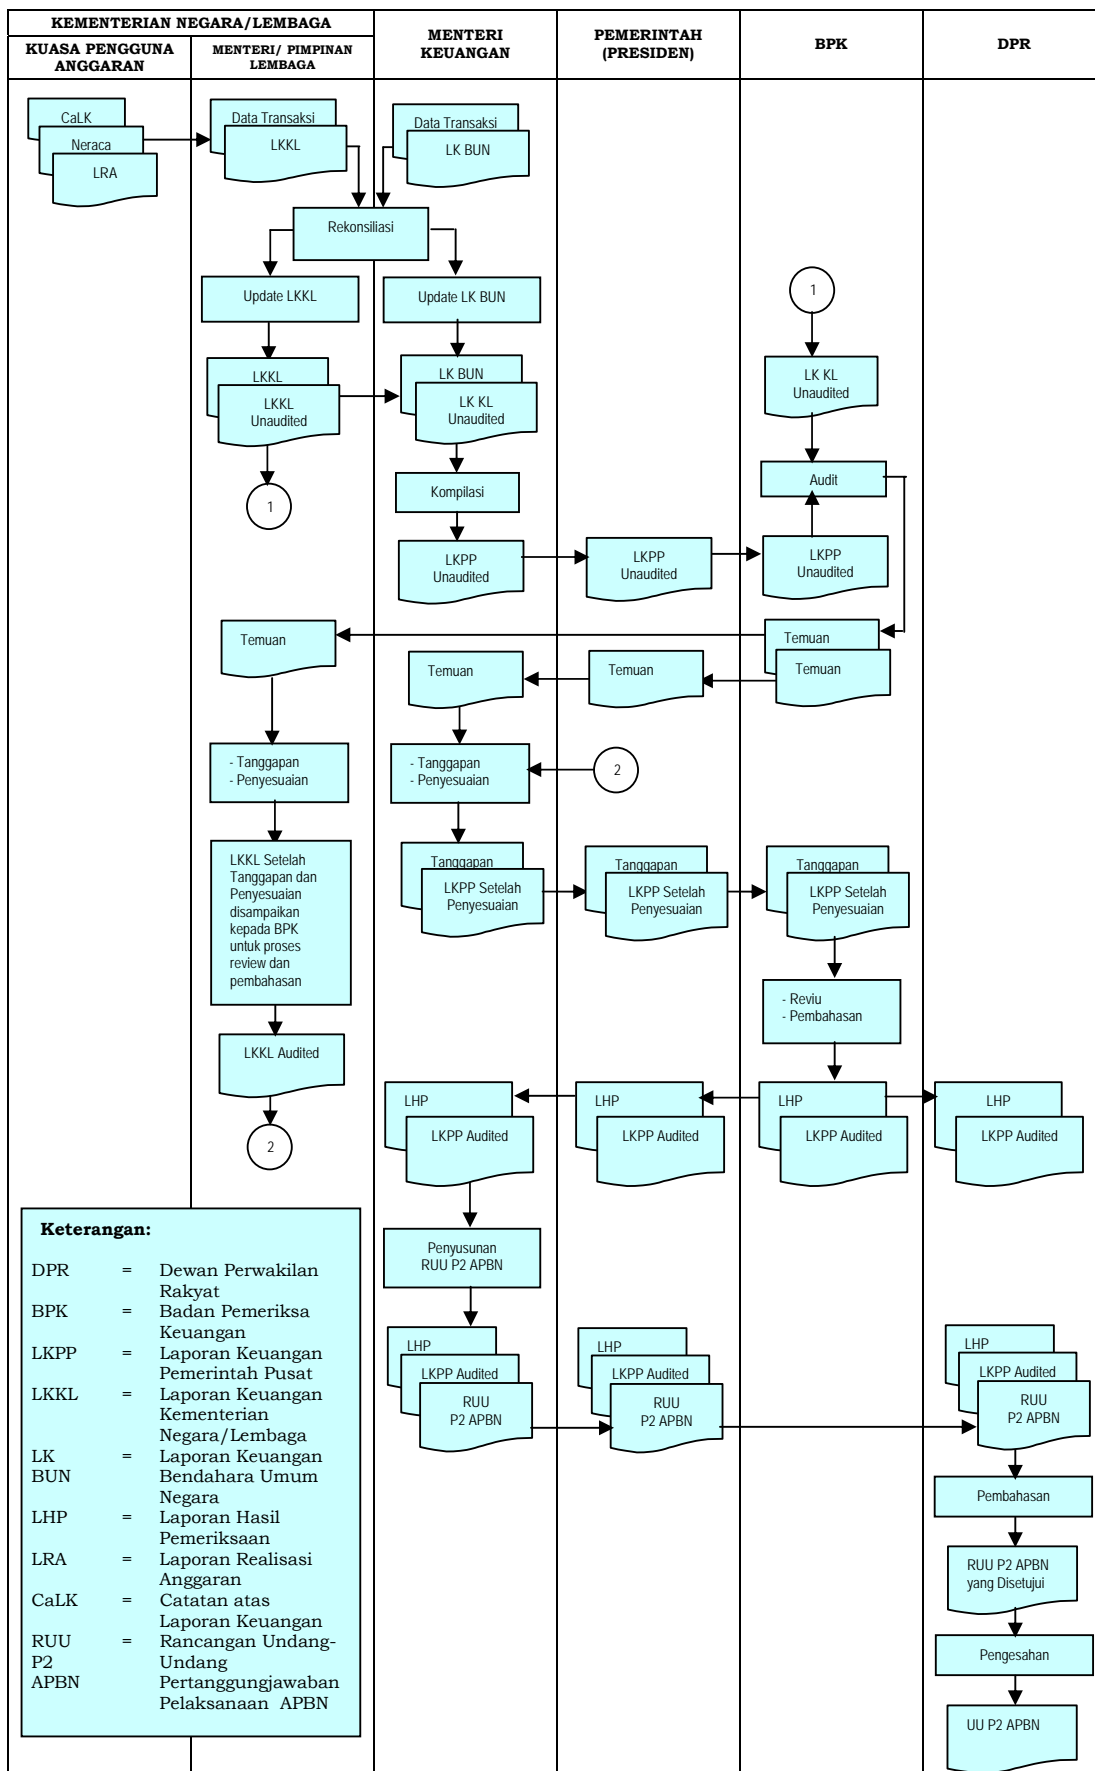 KEMENTERIAN NEGARA/LEMBAGA
KUASA PENGGUNA
ANGGARAN
MENTERI/ PIMPINAN
LEMBAGA
MENTERI
KEUANGAN
PEMERINTAH
(PRESIDEN)
BPK
DPR
CaLK
Neraca
LRA
Data Transaksi
LKKL
Data Transaksi
LK BUN
Rekonsiliasi
Update LKKL
Update LK BUN
1
LKKL
LKKL
Unaudited
LK BUN
LK KL
Unaudited
LK KL
Unaudited
1
Kompilasi
Audit
LKPP
Unaudited
LKPP
Unaudited
LKPP
Unaudited
Temuan
Temuan
Temuan
Temuan
Temuan
- Tanggapan
- Penyesuaian
- Tanggapan
- Penyesuaian
2
LKKL Setelah
Tanggapan dan
Penyesuaian
disampaikan
kepada BPK
untuk proses
review dan
pembahasan
Tanggapan
LKPP Setelah
Penyesuaian
Tanggapan
LKPP Setelah
Penyesuaian
Tanggapan
LKPP Setelah
Penyesuaian
- Reviu
- Pembahasan
LKKL Audited
2
LHP
LKPP Audited
LHP
LKPP Audited
LHP
LKPP Audited
LHP
LKPP Audited
Penyusunan
RUU P2 APBN
LHP
LKPP Audited
RUU
P2 APBN
LHP
LKPP Audited
RUU
P2 APBN
LHP
LKPP Audited
RUU
P2 APBN
Pembahasan
RUU P2 APBN
yang Disetujui
Pengesahan
UU P2 APBN
Keterangan:
DPR = Dewan Perwakilan
Rakyat
BPK = Badan Pemeriksa
Keuangan
LKPP = Laporan Keuangan
Pemerintah Pusat
LKKL = Laporan Keuangan
Kementerian
Negara/Lembaga
LK = Laporan Keuangan
BUN Bendahara Umum
Negara
LHP = Laporan Hasil
Pemeriksaan
LRA = Laporan Realisasi
Anggaran
CaLK = Catatan atas
Laporan Keuangan
RUU = Rancangan Undang-
P2 Undang
APBN Pertanggungjawaban
Pelaksanaan APBN